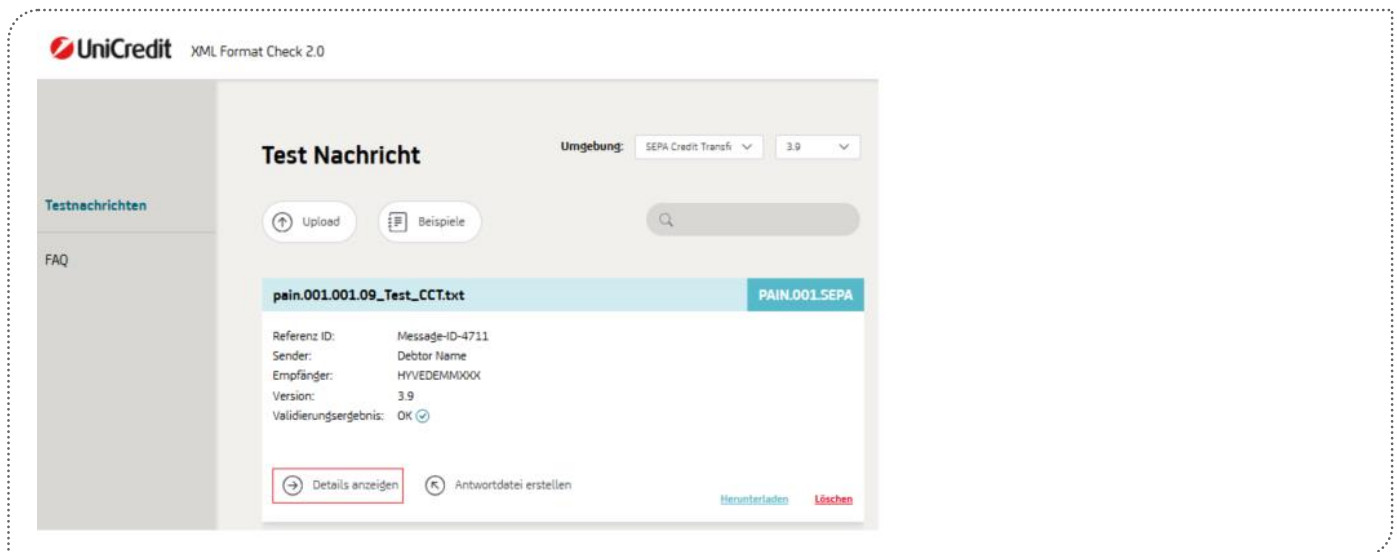 UniCredit XML Format Check 2.0
Test Nachricht
Umgebung: SEPA Credit Transfi 3.9
Testnachrichten
Upload Beispiele
FAQ
pain.001.001.09_Test_CCT.txt PAIN.001.SEPA
Referenz ID: Message-ID-4711
Sender: Debtor Name
Empfänger: HYVEDEMMXXX
Version: 3.9
Validierungsergebnis: OK
Details anzeigen Antwortdatei erstellen
Herunterladen Löschen